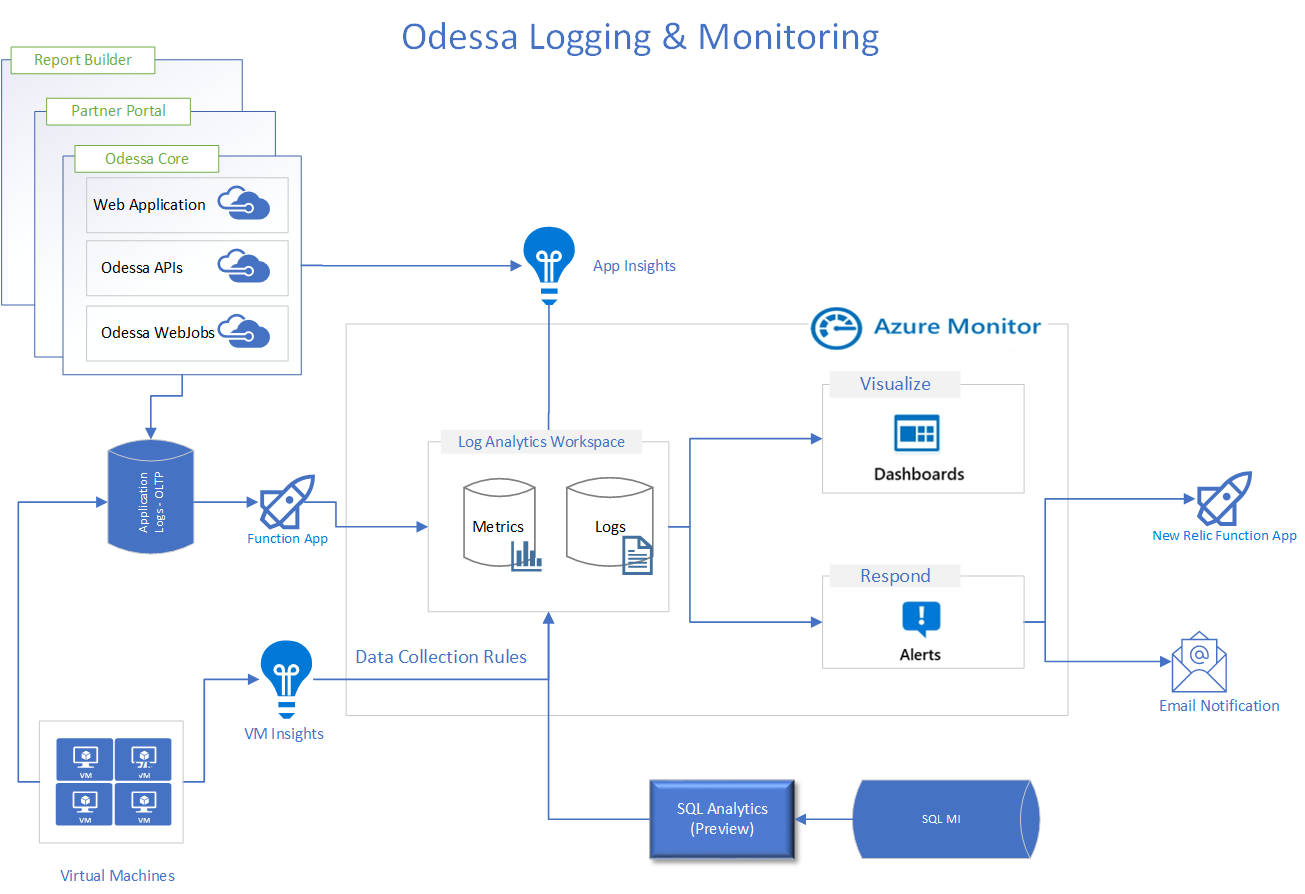 Odessa Logging & Monitoring
Report Builder
Partner Portal
Odessa Core
Web Application
Odessa APIs
Odessa WebJobs
App Insights
Azure Monitor
Visualize
Dashboards
Log Analytics Workspace
Metrics
Logs
Application
Logs - OLTP
Function App
New Relic Function App
Respond
Alerts
Data Collection Rules
VM Insights
Email Notification
VM
VM
VM
VM
SQL Analytics
(Preview)
SQL MI
Virtual Machines